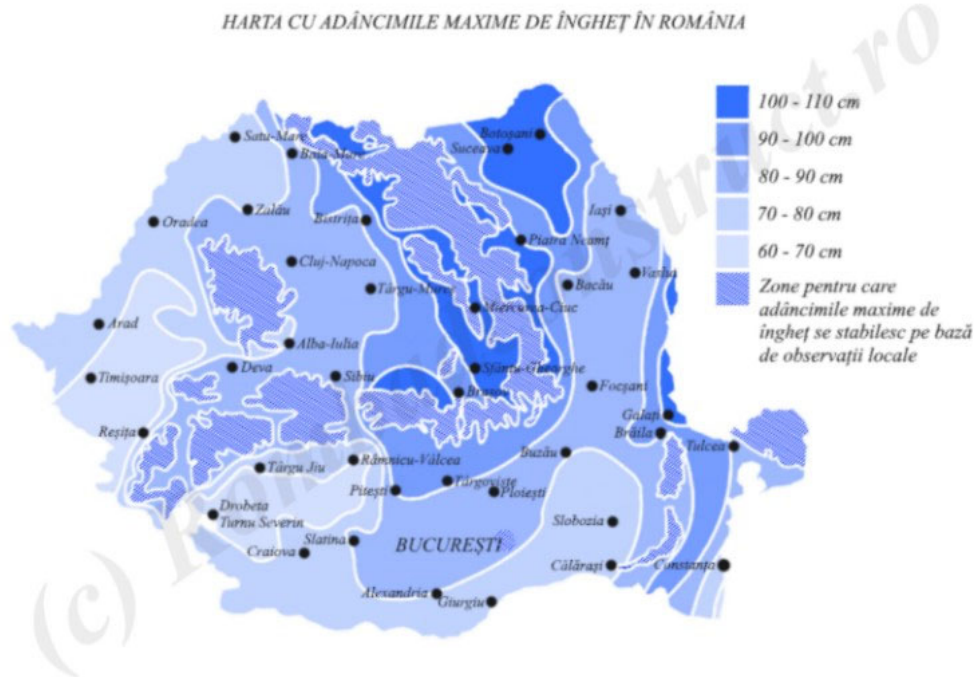 HARTA CU ADÂNCIMILE MAXIME DE ÎNGHEȚ ÎN ROMÂNIA
100 - 110 cm
90 - 100 cm
80 - 90 cm
70 - 80 cm
60 - 70 cm
Zone pentru care
adâncimile maxime de
îngheț se stabilesc pe bază
de observații locale
Satu-Mare
Baia-Mare
Botoșani
Suceava
Oradea
Zalău
Bistrița
Iași
Piatra Neamț
Cluj-Napoca
Târgu-Mureș
Bacău
Vaslui
Miercurea-Ciuc
Arad
Alba-Iulia
Timișoara
Deva
Sibiu
Sfântu-Gheorghe
Brașov
Focșani
Reșița
Galați
Brăila
Tulcea
Târgu Jiu
Râmnicu-Vâlcea
Buzău
Pitești
Târgoviște
Ploiești
Drobeta
Turnu Severin
Slatina
Craiova
BUCUREȘTI
Slobozia
Călărași
Constanța
Alexandria
Giurgiu